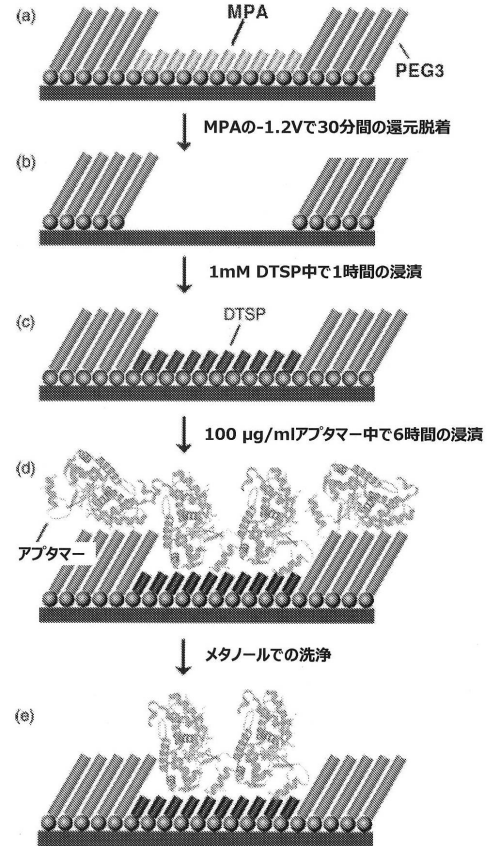 (a)
MPA
PEG3
MPAの-1.2Vで30分間の還元脱着
(b)
1mM DTSP中で1時間の浸漬
(c)
DTSP
100 µg/mlアプタマー中で6時間の浸漬
(d)
アプタマー
メタノールでの洗浄
(e)